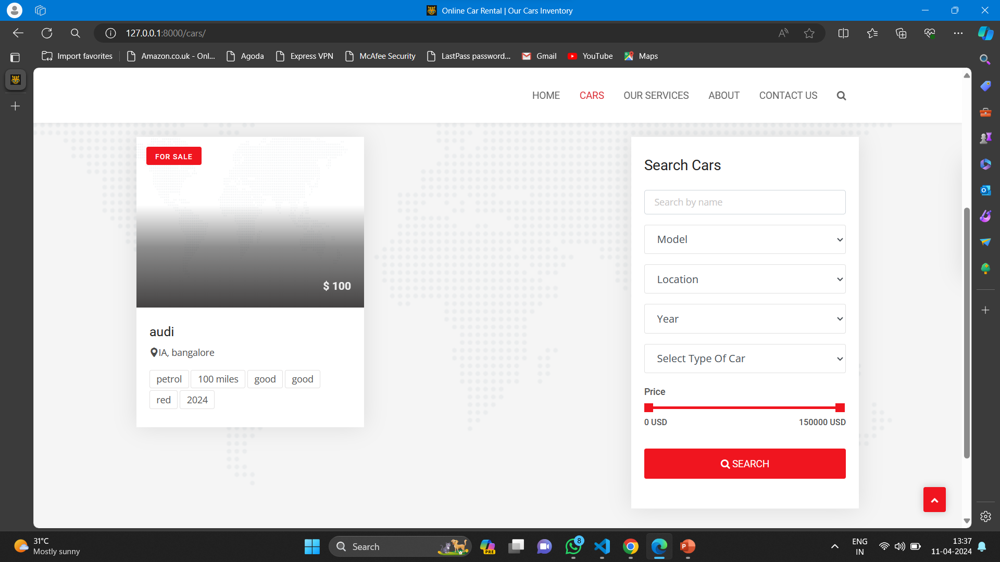 Online Car Rental | Our Cars Inventory
127.0.0.1:8000/cars/
Import favorites
Amazon.co.uk - Onl...
Agoda
Express VPN
McAfee Security
LastPass password...
Gmail
YouTube
Maps
HOME
CARS
OUR SERVICES
ABOUT
CONTACT US
FOR SALE
$ 100
audi
IA, bangalore
petrol
100 miles
good
good
red
2024
Search Cars
Search by name
Model
Location
Year
Select Type Of Car
Price
0 USD
150000 USD
SEARCH
31°C
Mostly sunny
Search
PRE
8
ENG
IN
13:37
11-04-2024